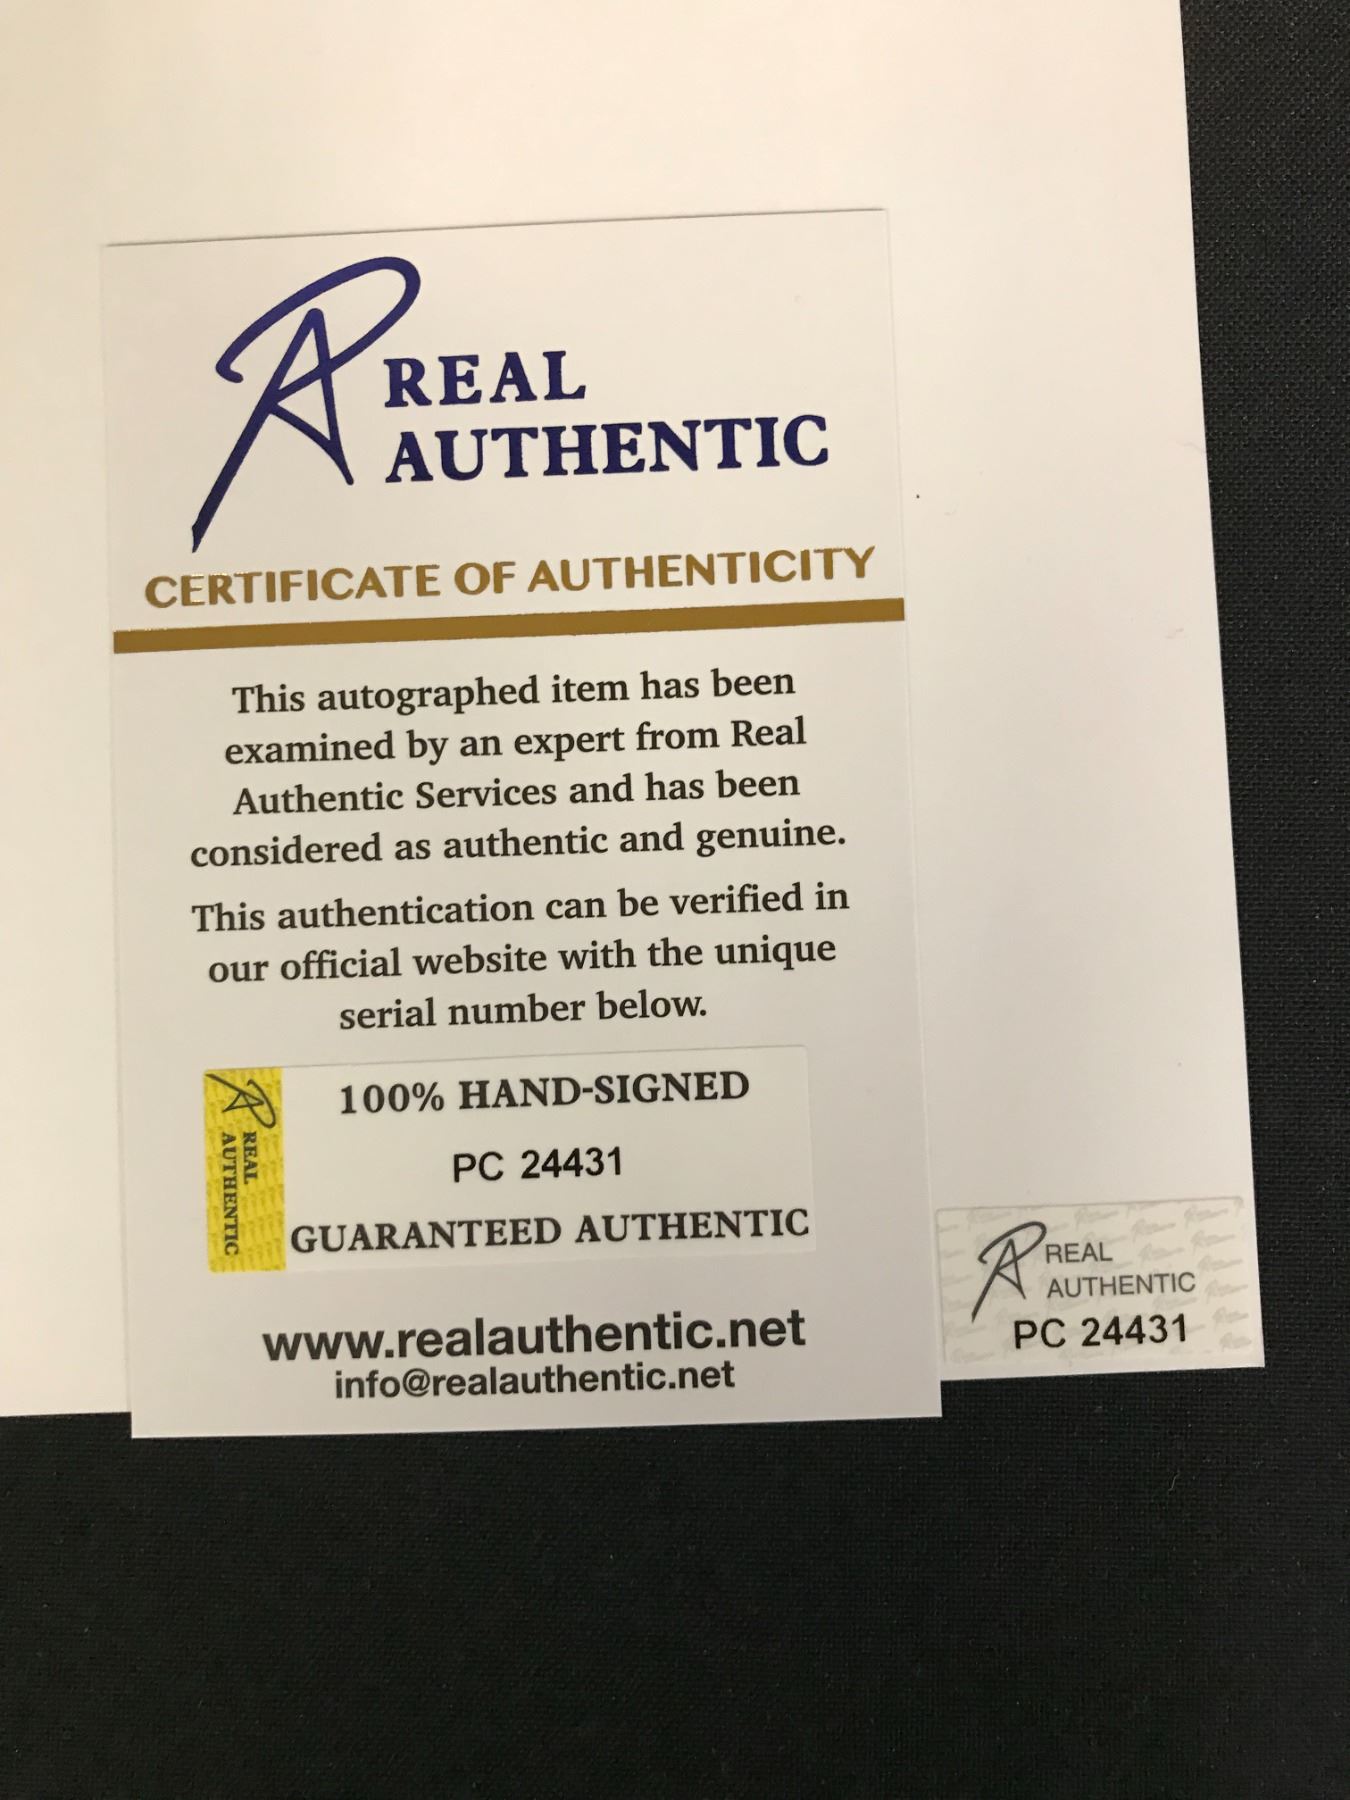 REAL
AUTHENTIC
CERTIFICATE OF AUTHENTICITY
This autographed item has been
examined by an expert from Real
Authentic Services and has been
considered as authentic and genuine.
This authentication can be verified in
our official website with the unique
serial number below.
REAL
AUTHENTIC
100% HAND-SIGNED
PC 24431
GUARANTEED AUTHENTIC
www.realauthentic.net
info@realauthentic.net
REAL
AUTHENTIC
PC 24431